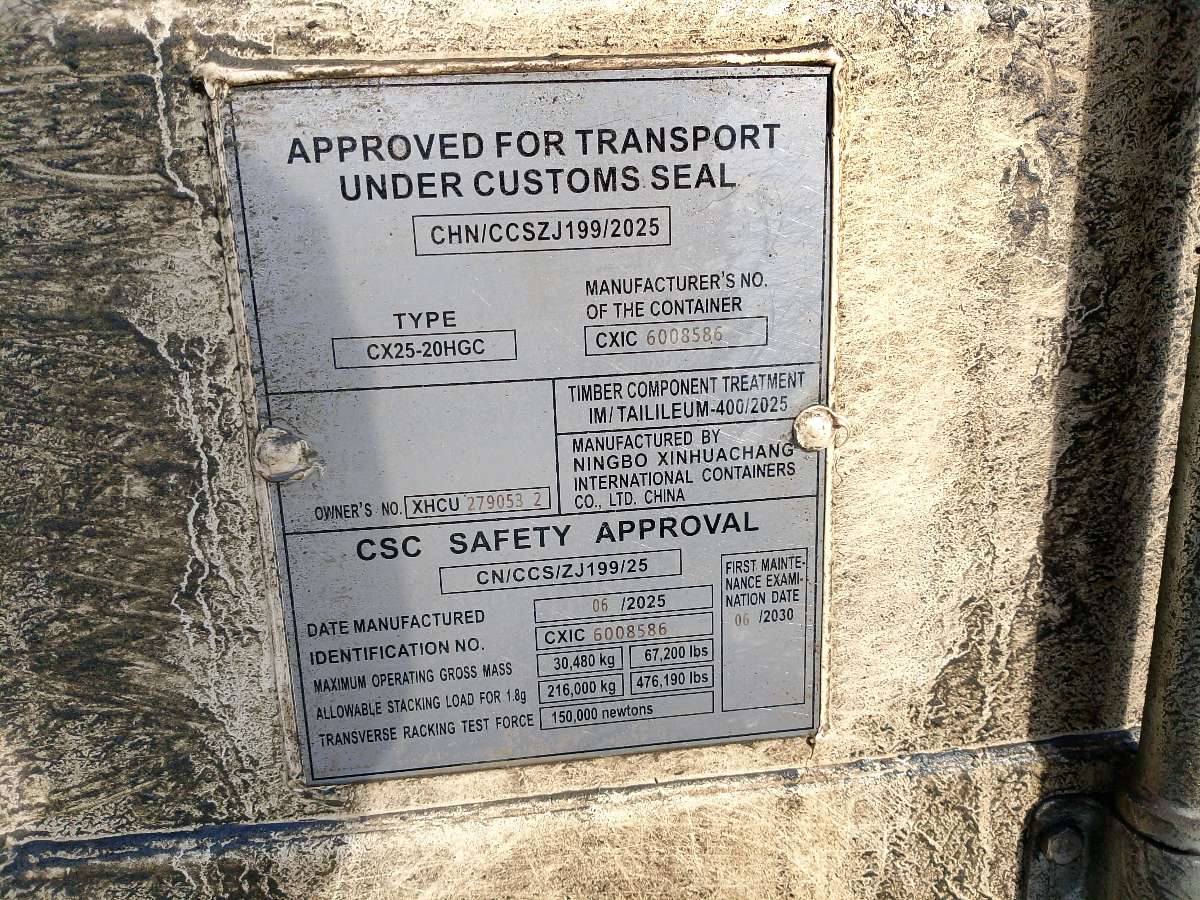 APPROVED FOR TRANSPORT
UNDER CUSTOMS SEAL
CHN/CCSZJ199/2025
TYPE
CX25-20HGC
MANUFACTURER'S NO.
OF THE CONTAINER
CXIC 6008586
TIMBER COMPONENT TREATMENT
IM/TAILILEUM-400/2025
MANUFACTURED BY
NINGBO XINHUACHANG
INTERNATIONAL CONTAINERS
CO., LTD. CHINA
OWNER'S NO. XHCU 279053 2
CSC SAFETY APPROVAL
CN/CCS/ZJ199/25
DATE MANUFACTURED 06 /2025
IDENTIFICATION NO. CXIC 6008586
MAXIMUM OPERATING GROSS MASS 30,480 kg 67,200 lbs
ALLOWABLE STACKING LOAD FOR 1.8g 216,000 kg 476,190 lbs
TRANSVERSE RACKING TEST FORCE 150,000 newtons
FIRST MAINTE-
NANCE EXAMI-
NATION DATE
06 /2030